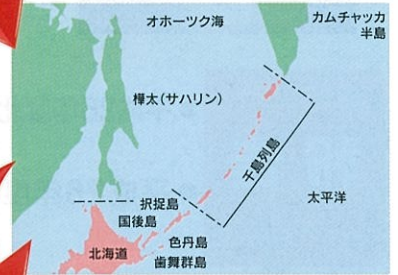 オホーツク海
カムチャッカ
半島
樺太(サハリン)
千島列島
太平洋
択捉島
国後島
色丹島
北海道
歯舞群島